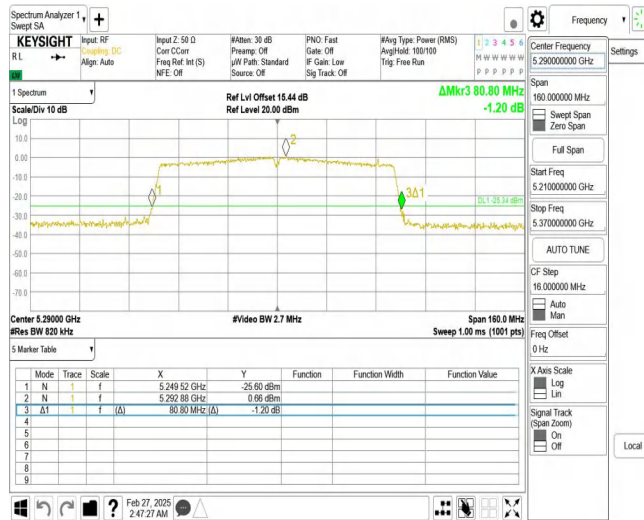 Spectrum Analyzer 1
Swept SA
Frequency
KEYSIGHT
R L
Input: RF
Coupling: DC
Align: Auto
Input Z: 50 Ω
Corr CCorr
Freq Ref: Int (S)
NFE: Off
#Atten: 30 dB
Preamp: Off
µW Path: Standard
Source: Off
PNO: Fast
Gate: Off
IF Gain: Low
Sig Track: Off
#Avg Type: Power (RMS)
Avg|Hold: 100/100
Trig: Free Run
1 2 3 4 5 6
M W W W W W
P P P P P P
1 Spectrum
Scale/Div 10 dB
Ref Lvl Offset 15.44 dB
Ref Level 20.00 dBm
ΔMkr3 80.80 MHz
-1.20 dB
Log
10.0
0.00
-10.0
-20.0
-30.0
-40.0
-50.0
-60.0
-70.0
1
2
3Δ1
DL1 -25.34 dBm
Center 5.29000 GHz
#Res BW 820 kHz
#Video BW 2.7 MHz
Span 160.0 MHz
Sweep 1.00 ms (1001 pts)
5 Marker Table
Mode Trace Scale X Y Function Function Width Function Value
1 N 1 f 5.249 52 GHz -25.60 dBm
2 N 1 f 5.292 88 GHz 0.66 dBm
3 Δ1 1 f (Δ) 80.80 MHz (Δ) -1.20 dB
4
5
6
7
8
9
Feb 27, 2025
2:47:27 AM
Center Frequency
5.290000000 GHz
Settings
Span
160.000000 MHz
Swept Span
Zero Span
Full Span
Start Freq
5.210000000 GHz
Stop Freq
5.370000000 GHz
AUTO TUNE
CF Step
16.000000 MHz
Auto
Man
Freq Offset
0 Hz
X Axis Scale
Log
Lin
Signal Track
(Span Zoom)
On
Off
Local